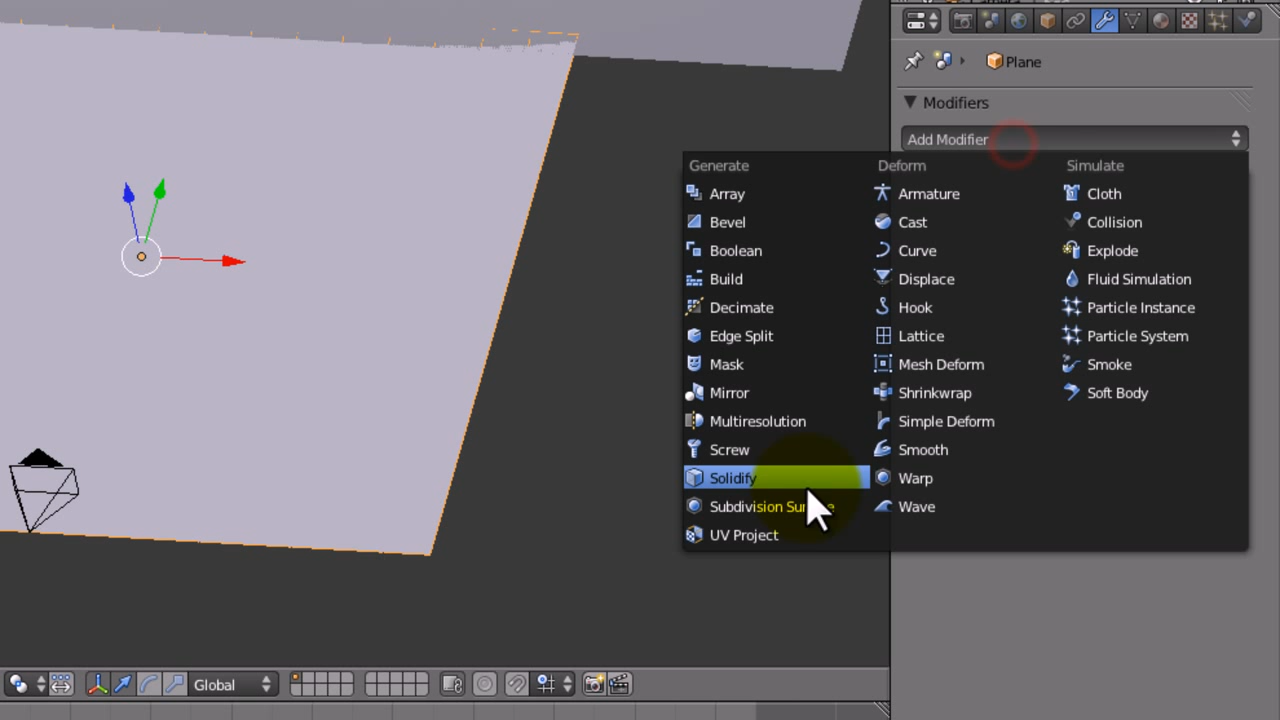 Plane
Modifiers
Add Modifier
Generate Deform Simulate
Array Armature Cloth
Bevel Cast Collision
Boolean Curve Explode
Build Displace Fluid Simulation
Decimate Hook Particle Instance
Edge Split Lattice Particle System
Mask Mesh Deform Smoke
Mirror Shrinkwrap Soft Body
Multiresolution Simple Deform
Screw Smooth
Solidify Warp
Subdivision Surface Wave
UV Project
Global